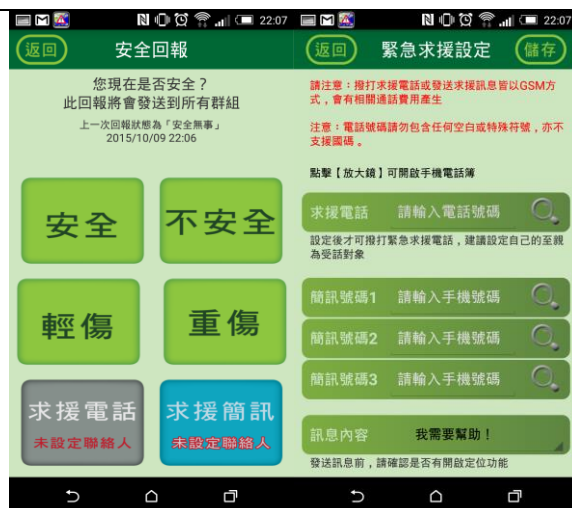 22:07
返回
安全回報
您現在是否安全？
此回報將會發送到所有群組
上一次回報狀態為「安全無事」
2015/10/09 22:06
安全
不安全
輕傷
重傷
求援電話
未設定聯絡人
求援簡訊
未設定聯絡人
22:07
返回
緊急求援設定
儲存
請注意：撥打求援電話或發送求援訊息皆以GSM方
式，會有相關通話費用產生
注意：電話號碼請勿包含任何空白或特殊符號，亦不
支援國碼。
點擊【放大鏡】可開啟手機電話簿
求援電話 請輸入電話號碼
設定後才可撥打緊急求援電話，建議設定自己的至親
為受話對象
簡訊號碼1 請輸入手機號碼
簡訊號碼2 請輸入手機號碼
簡訊號碼3 請輸入手機號碼
訊息內容 我需要幫助！
發送訊息前，請確認是否有開啟定位功能